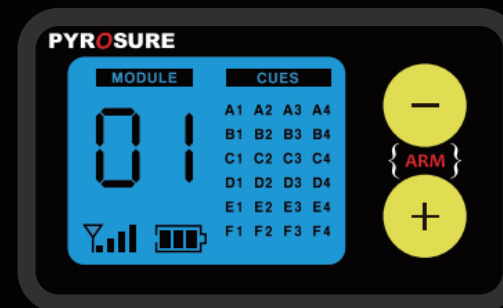 PYROSURE
MODULE CUES
01
A1 A2 A3 A4
B1 B2 B3 B4
C1 C2 C3 C4
D1 D2 D3 D4
E1 E2 E3 E4
F1 F2 F3 F4
−
{ARM}
+